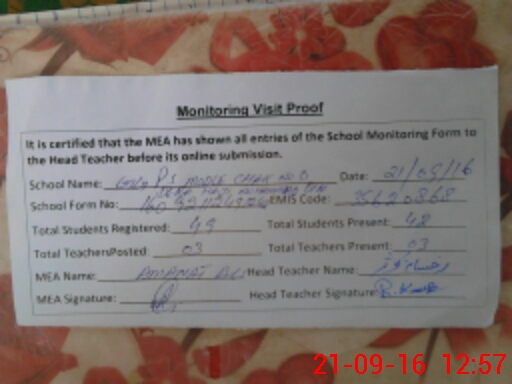 Monitoring Visit Proof
It is certified that the MEA has shown all entries of the School Monitoring Form to
the Head Teacher before its online submission.
School Name: P S Date: 21/09/16
School Form No: EMIS Code:
Total Students Registered: 49 Total Students Present: 48
Total TeachersPosted: 03 Total Teachers Present: 03
MEA Name: Head Teacher Name:
MEA Signature: Head Teacher Signature:
21-09-16 12:57